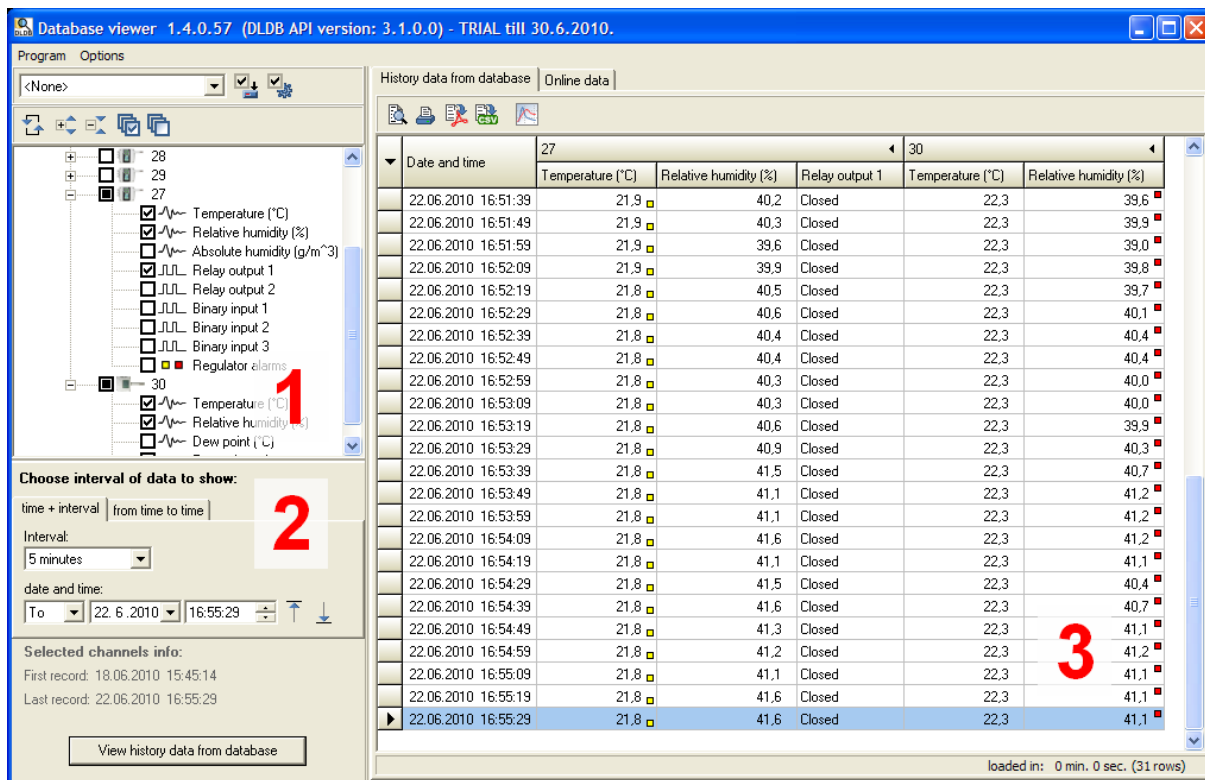 Database viewer 1.4.0.57 (DLDB API version: 3.1.0.0) - TRIAL till 30.6.2010.
Program Options
<None>
28
29
27
Temperature (°C)
Relative humidity (%)
Absolute humidity (g/m^3)
Relay output 1
Relay output 2
Binary input 1
Binary input 2
Binary input 3
Regulator alarms
30
Temperature (°C)
Relative humidity (%)
Dew point (°C)
1
Choose interval of data to show:
time + interval from time to time
2
Interval:
5 minutes
date and time:
To 22. 6 .2010 16:55:29
Selected channels info:
First record: 18.06.2010 15:45:14
Last record: 22.06.2010 16:55:29
View history data from database
History data from database Online data
CSV
Date and time 27 30
Temperature (°C) Relative humidity (%) Relay output 1 Temperature (°C) Relative humidity (%)
22.06.2010 16:51:39 21,9 40,2 Closed 22,3 39,6
22.06.2010 16:51:49 21,9 40,3 Closed 22,3 39,9
22.06.2010 16:51:59 21,9 39,6 Closed 22,3 39,0
22.06.2010 16:52:09 21,9 39,9 Closed 22,3 39,8
22.06.2010 16:52:19 21,8 40,5 Closed 22,3 39,7
22.06.2010 16:52:29 21,8 40,6 Closed 22,3 40,1
22.06.2010 16:52:39 21,8 40,4 Closed 22,3 40,4
22.06.2010 16:52:49 21,8 40,4 Closed 22,3 40,4
22.06.2010 16:52:59 21,8 40,3 Closed 22,3 40,0
22.06.2010 16:53:09 21,8 40,3 Closed 22,3 40,0
22.06.2010 16:53:19 21,8 40,6 Closed 22,3 39,9
22.06.2010 16:53:29 21,8 40,9 Closed 22,3 40,3
22.06.2010 16:53:39 21,8 41,5 Closed 22,3 40,7
22.06.2010 16:53:49 21,8 41,1 Closed 22,3 41,2
22.06.2010 16:53:59 21,8 41,1 Closed 22,3 41,2
22.06.2010 16:54:09 21,8 41,6 Closed 22,3 41,2
22.06.2010 16:54:19 21,8 41,1 Closed 22,3 41,1
22.06.2010 16:54:29 21,8 41,5 Closed 22,3 40,4
22.06.2010 16:54:39 21,8 41,6 Closed 22,3 40,7
22.06.2010 16:54:49 21,8 41,3 Closed 22,3 41,1
22.06.2010 16:54:59 21,8 41,2 Closed 22,3 41,2
22.06.2010 16:55:09 21,8 41,1 Closed 22,3 41,1
22.06.2010 16:55:19 21,8 41,6 Closed 22,3 41,1
22.06.2010 16:55:29 21,8 41,6 Closed 22,3 41,1
3
loaded in: 0 min. 0 sec. (31 rows)